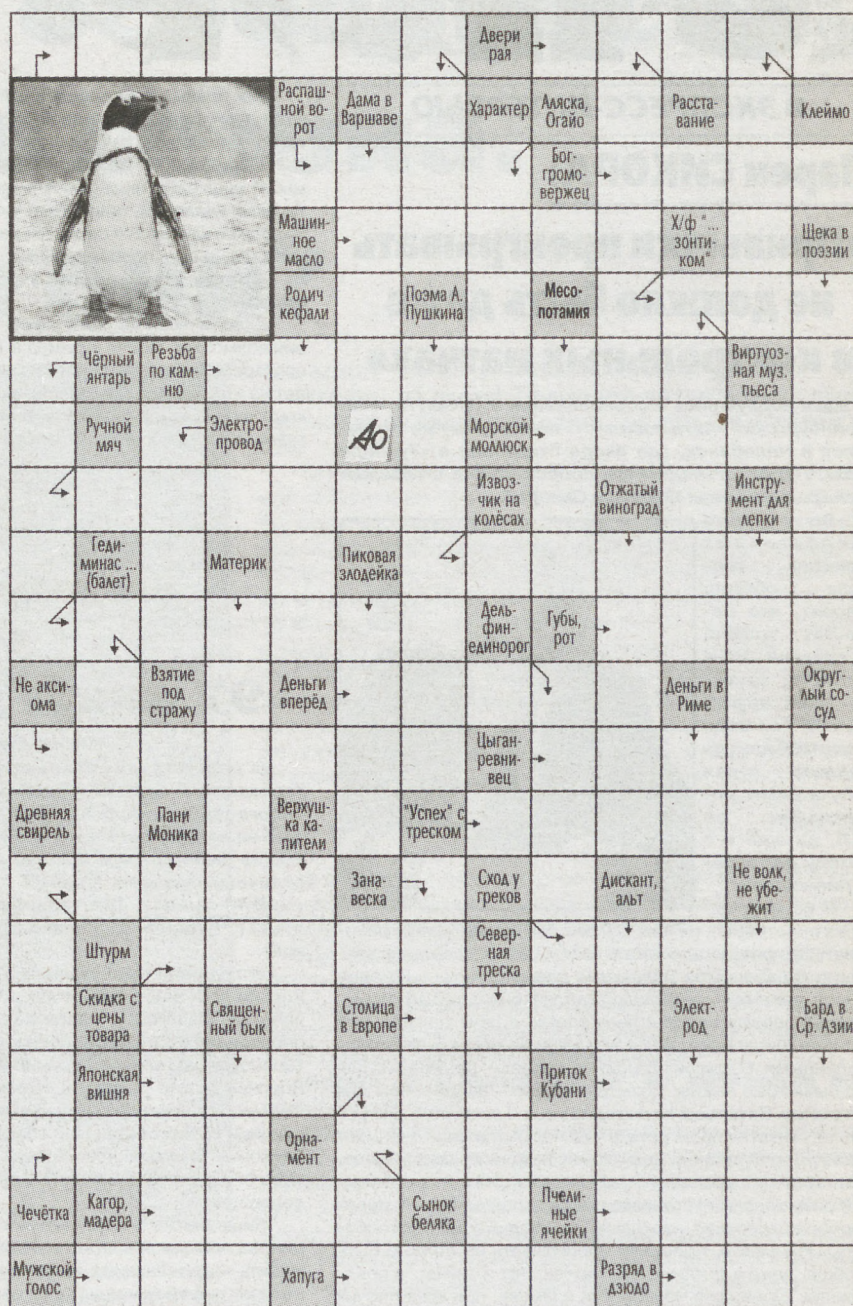 Двери
рая
Распаш-
ной во-
рот
Дама в
Варшаве
Характер
Аляска,
Огайо
Расста-
вание
Клеймо
Бог-
громо-
вержец
Машин-
ное
масло
Х/ф "...
зонти-
ком"
Щека в
поэзии
Родич
кефали
Поэма А.
Пушкина
Месо-
потамия
Чёрный
янтарь
Резьба
по кам-
ню
Виртуоз-
ная муз.
пьеса
Ручной
мяч
Электро-
провод
АО
Морской
моллюск
Извоз-
чик на
колёсах
Отжатый
виноград
Инстру-
мент для
лепки
Геди-
минас ...
(балет)
Материк
Пиковая
злодейка
Дель-
фин-
единорог
Губы,
рот
Не акси-
ома
Взятие
под
стражу
Деньги
вперёд
Деньги в
Риме
Округ-
лый со-
суд
Цыган-
ревни-
вец
Древняя
свирель
Пани
Моника
Верхуш-
ка ка-
пители
"Успех" с
треском
Зана-
веска
Сход у
греков
Дискант,
альт
Не волк,
не убе-
жит
Штурм
Север-
ная
треска
Скидка с
цены
товара
Священ-
ный бык
Столица
в Европе
Элект-
род
Бард в
Ср. Азии
Японская
вишня
Приток
Кубани
Орна-
мент
Чечётка
Кагор,
мадера
Сынок
беляка
Пчели-
ные
ячейки
Мужской
голос
Хапуга
Разряд в
дзюдо